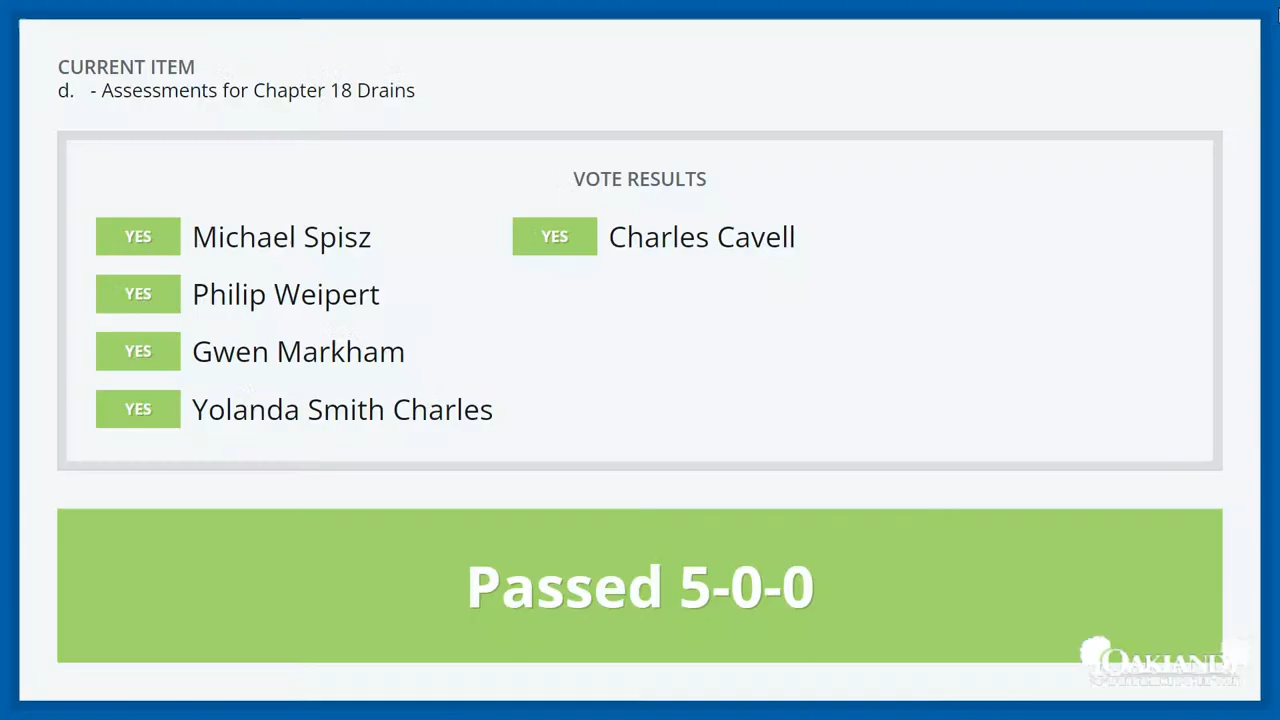 CURRENT ITEM
d. - Assessments for Chapter 18 Drains
VOTE RESULTS
YES Michael Spisz
YES Charles Cavell
YES Philip Weipert
YES Gwen Markham
YES Yolanda Smith Charles
Passed 5-0-0
OAKLAND